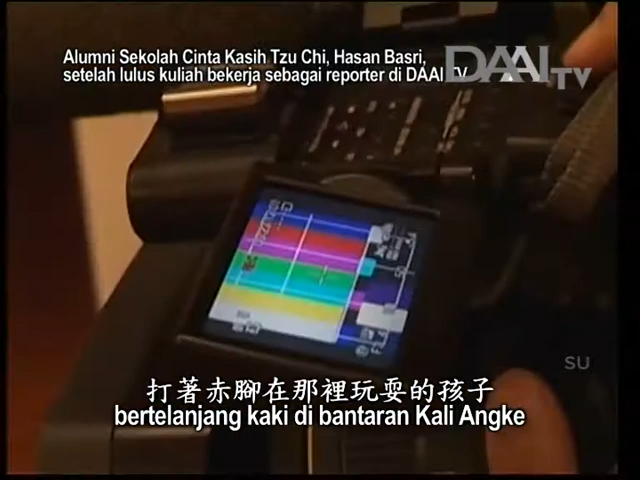 Alumni Sekolah Cinta Kasih Tzu Chi, Hasan Basri,
setelah lulus kuliah bekerja sebagai reporter di DAAI TV
DAAI TV
SU
打著赤腳在那裡玩耍的孩子
bertelanjang kaki di bantaran Kali Angke